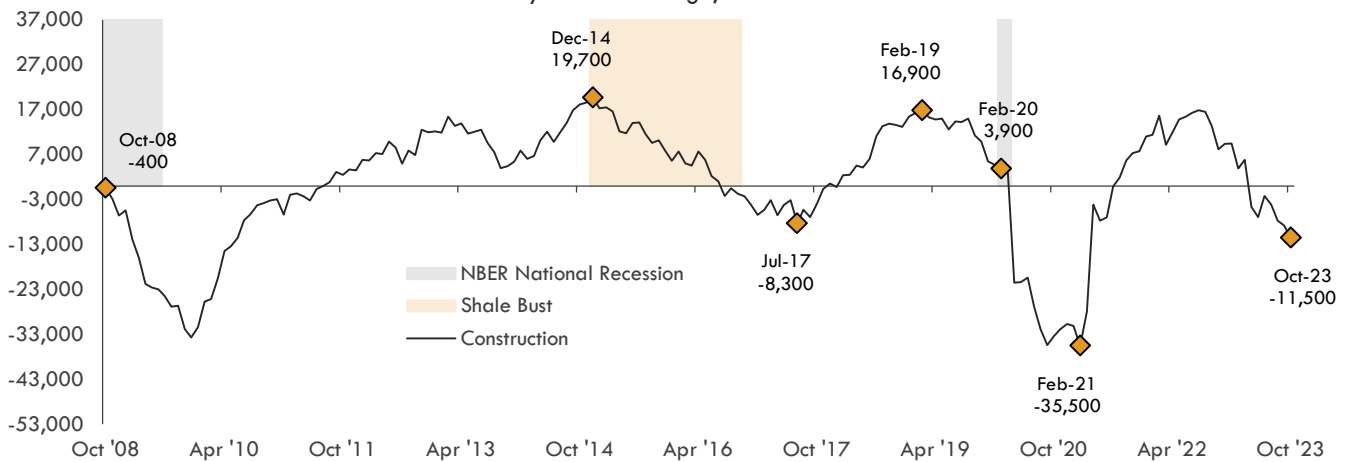 37,000
27,000
17,000
7,000
-3,000
-13,000
-23,000
-33,000
-43,000
-53,000
Oct-08
-400
Dec-14
19,700
Jul-17
-8,300
Feb-19
16,900
Feb-20
3,900
Feb-21
-35,500
Oct-23
-11,500
NBER National Recession
Shale Bust
Construction
Oct '08 Apr '10 Oct '11 Apr '13 Oct '14 Apr '16 Oct '17 Apr '19 Oct '20 Apr '22 Oct '23